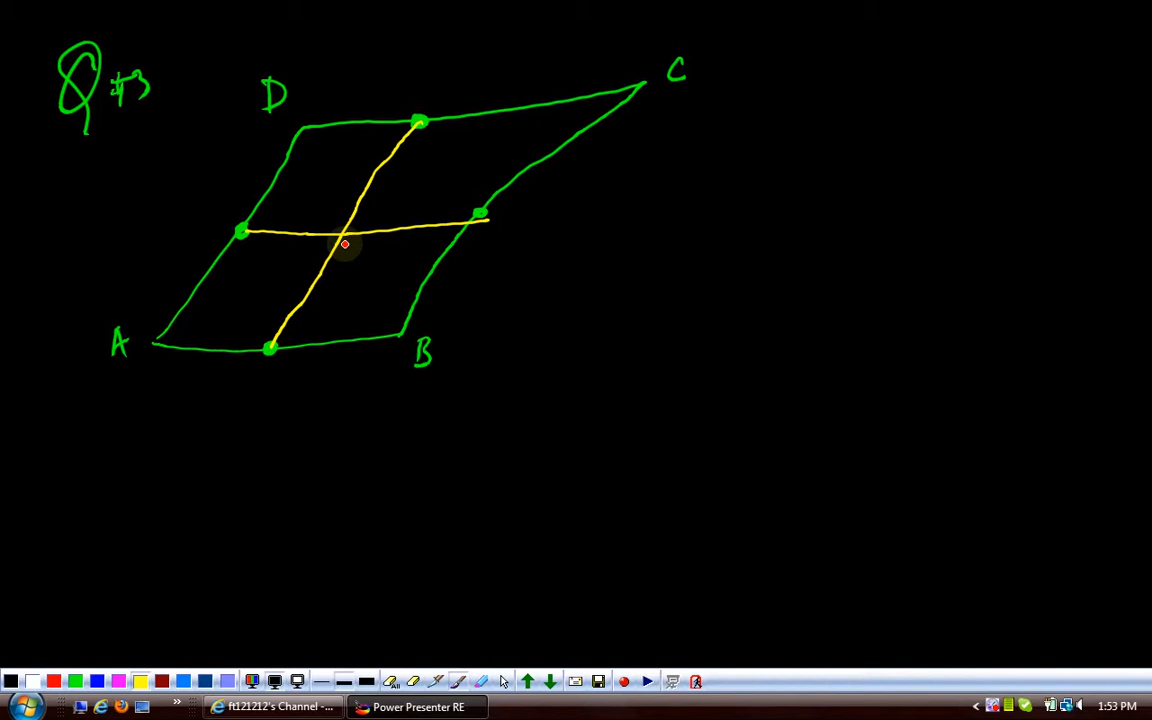 Q #3
D
C
A
B
ft121212's Channel -...
Power Presenter RE
1:53 PM